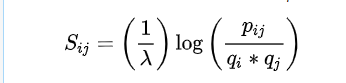 S_{ij} = \left( \frac{1}{\lambda} \right) \log \left( \frac{p_{ij}}{q_i * q_j} \right)